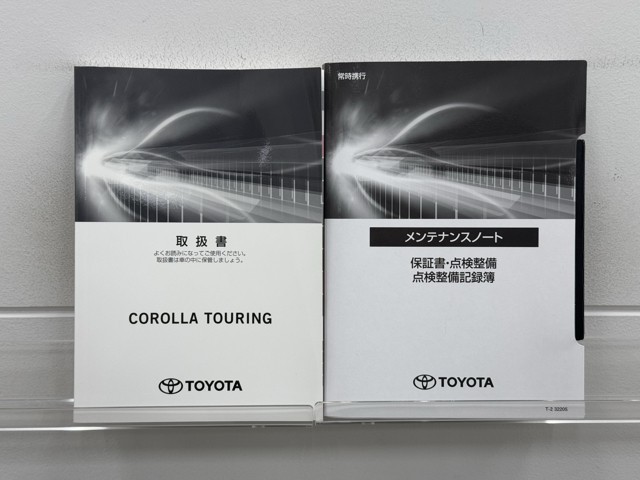 取扱書
よくお読みになってご使用ください。
取扱書は車の中に保管しましょう。
COROLLA TOURING
TOYOTA
常時携行
メンテナンスノート
保証書・点検整備
点検整備記録簿
TOYOTA